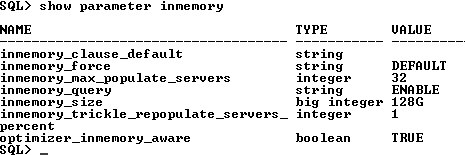 SQL> show parameter inmemory
NAME TYPE VALUE
------------------------------------ ----------- ------------------------------
inmemory_clause_default string
inmemory_force string DEFAULT
inmemory_max_populate_servers integer 32
inmemory_query string ENABLE
inmemory_size big integer 128G
inmemory_trickle_repopulate_servers_ integer 1
percent
optimizer_inmemory_aware boolean TRUE
SQL> _